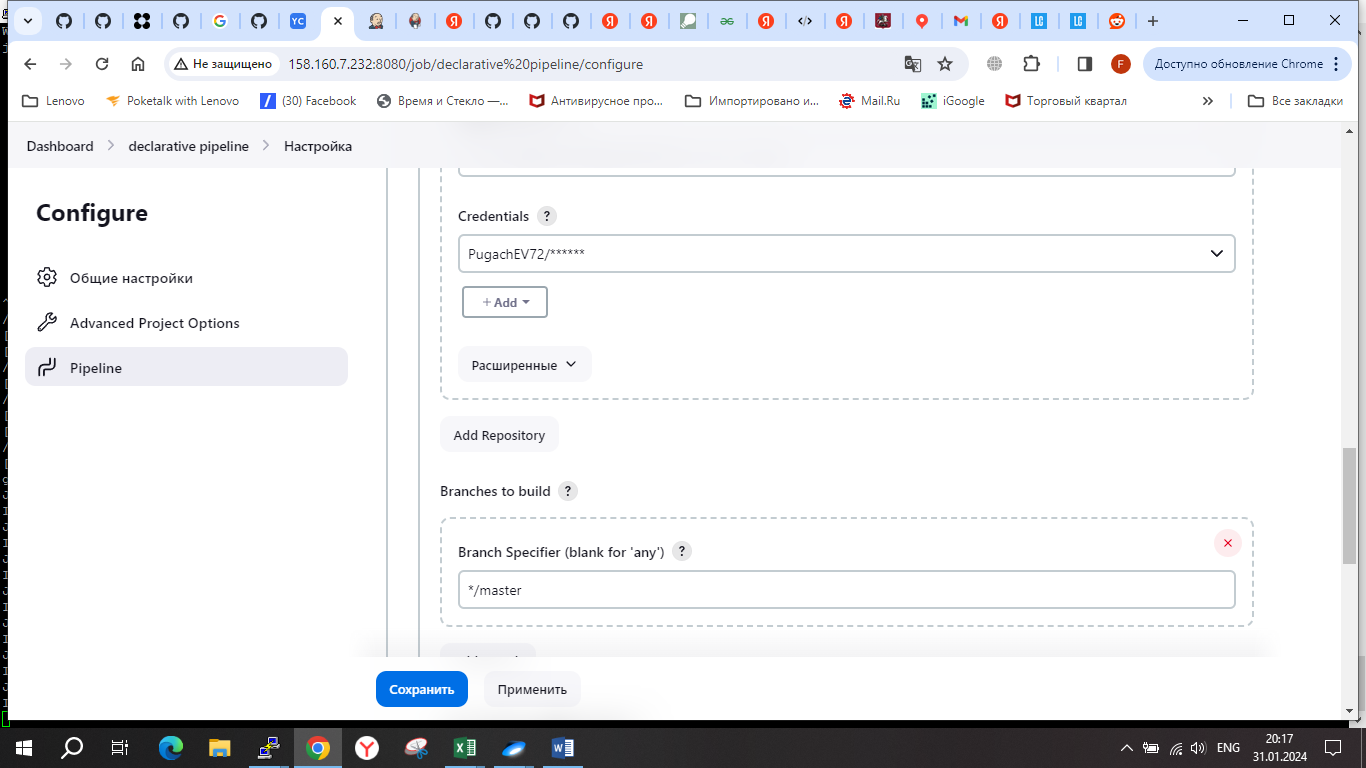 Не защищено
158.160.7.232:8080/job/declarative%20pipeline/configure
Доступно обновление Chrome
Lenovo
Poketalk with Lenovo
(30) Facebook
Время и Стекло —...
Антивирусное про...
Импортировано и...
Mail.Ru
iGoogle
Торговый квартал
Все закладки
Dashboard
declarative pipeline
Настройка
Configure
Общие настройки
Advanced Project Options
Pipeline
Credentials ?
PugachEV72/******
+ Add
Расширенные
Add Repository
Branches to build ?
Branch Specifier (blank for 'any') ?
*/master
Сохранить
Применить
ENG
20:17
31.01.2024